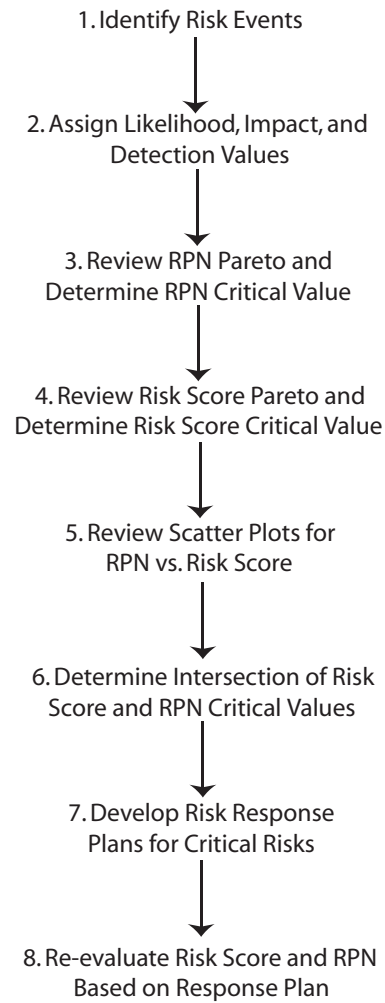 1. Identify Risk Events
2. Assign Likelihood, Impact, and
Detection Values
3. Review RPN Pareto and
Determine RPN Critical Value
4. Review Risk Score Pareto and
Determine Risk Score Critical Value
5. Review Scatter Plots for
RPN vs. Risk Score
6. Determine Intersection of Risk
Score and RPN Critical Values
7. Develop Risk Response
Plans for Critical Risks
8. Re-evaluate Risk Score and RPN
Based on Response Plan